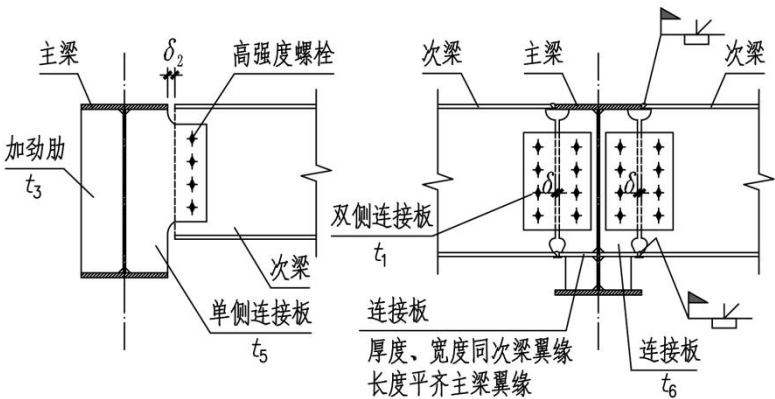 主梁
δ₂
高强度螺栓
加劲肋
t₃
次梁
单侧连接板
t₅
次梁
主梁
次梁
δ
δ
双侧连接板
t₁
连接板
厚度、宽度同次梁翼缘
长度平齐主梁翼缘
连接板
t₆